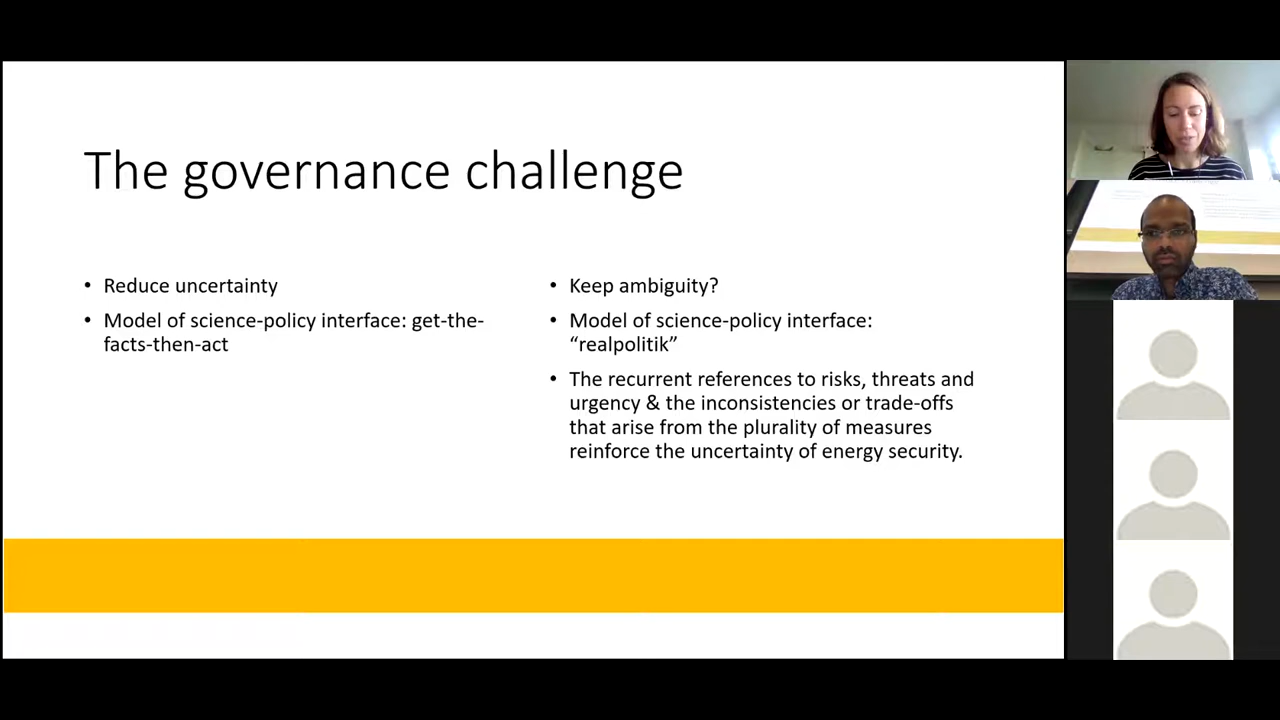 The governance challenge
• Reduce uncertainty
• Model of science-policy interface: get-the-
facts-then-act
• Keep ambiguity?
• Model of science-policy interface:
“realpolitik”
• The recurrent references to risks, threats and
urgency & the inconsistencies or trade-offs
that arise from the plurality of measures
reinforce the uncertainty of energy security.